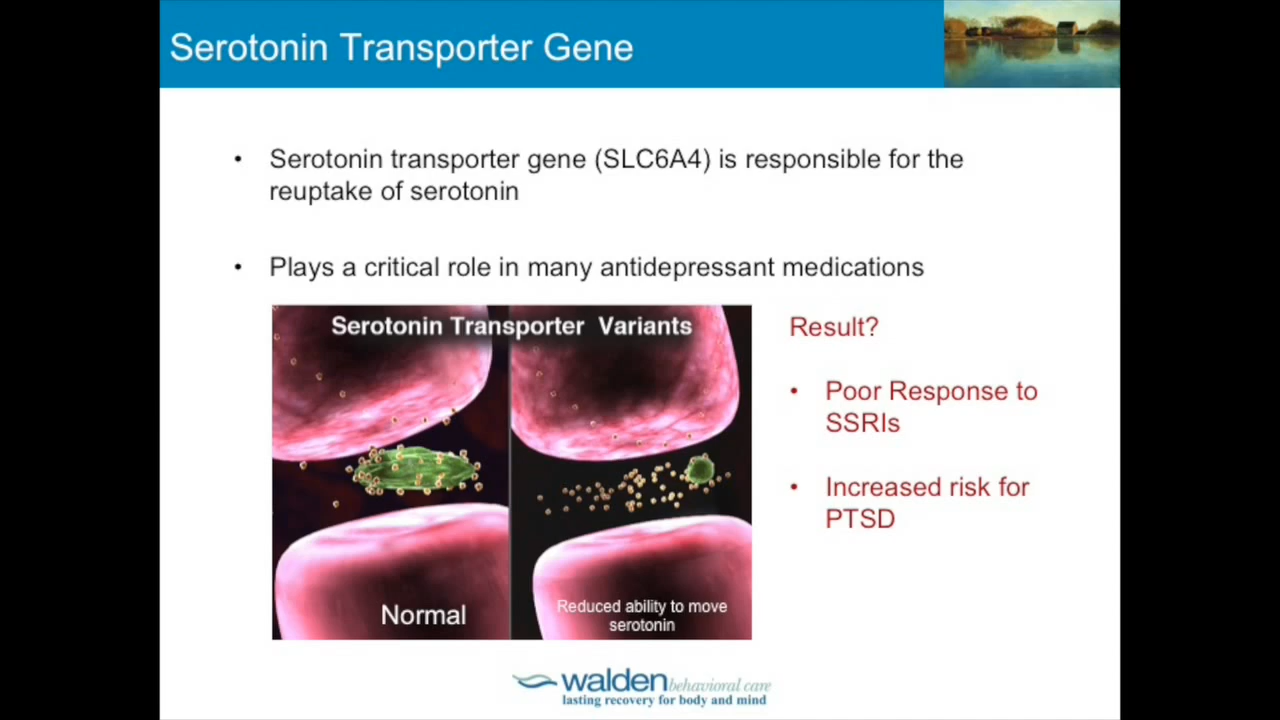 Serotonin Transporter Gene
• Serotonin transporter gene (SLC6A4) is responsible for the
reuptake of serotonin
• Plays a critical role in many antidepressant medications
Serotonin Transporter Variants
Normal
Reduced ability to move
serotonin
Result?
• Poor Response to
SSRIs
• Increased risk for
PTSD
walden behavioral care
lasting recovery for body and mind